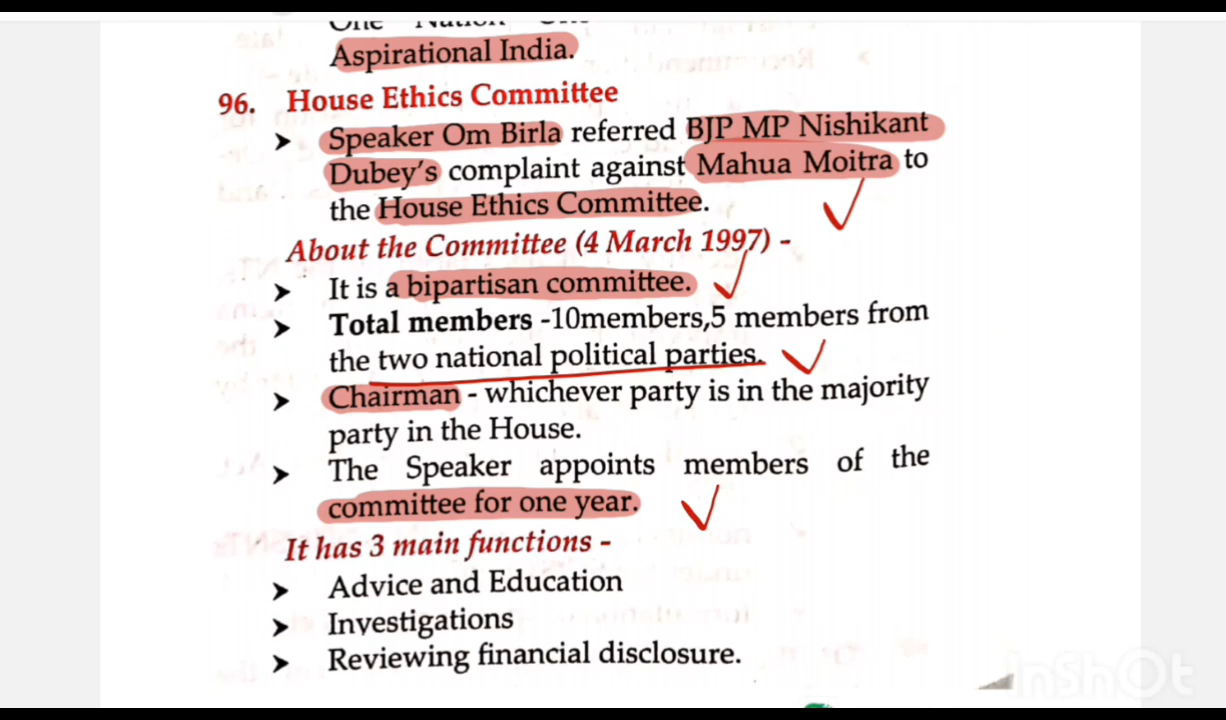 Aspirational India.
96. House Ethics Committee
➤ Speaker Om Birla referred BJP MP Nishikant
Dubey's complaint against Mahua Moitra to
the House Ethics Committee.
About the Committee (4 March 1997) -
➤ It is a bipartisan committee.
➤ Total members -10members,5 members from
the two national political parties.
➤ Chairman - whichever party is in the majority
party in the House.
➤ The Speaker appoints members of the
committee for one year.
It has 3 main functions -
➤ Advice and Education
➤ Investigations
➤ Reviewing financial disclosure.
InShOt